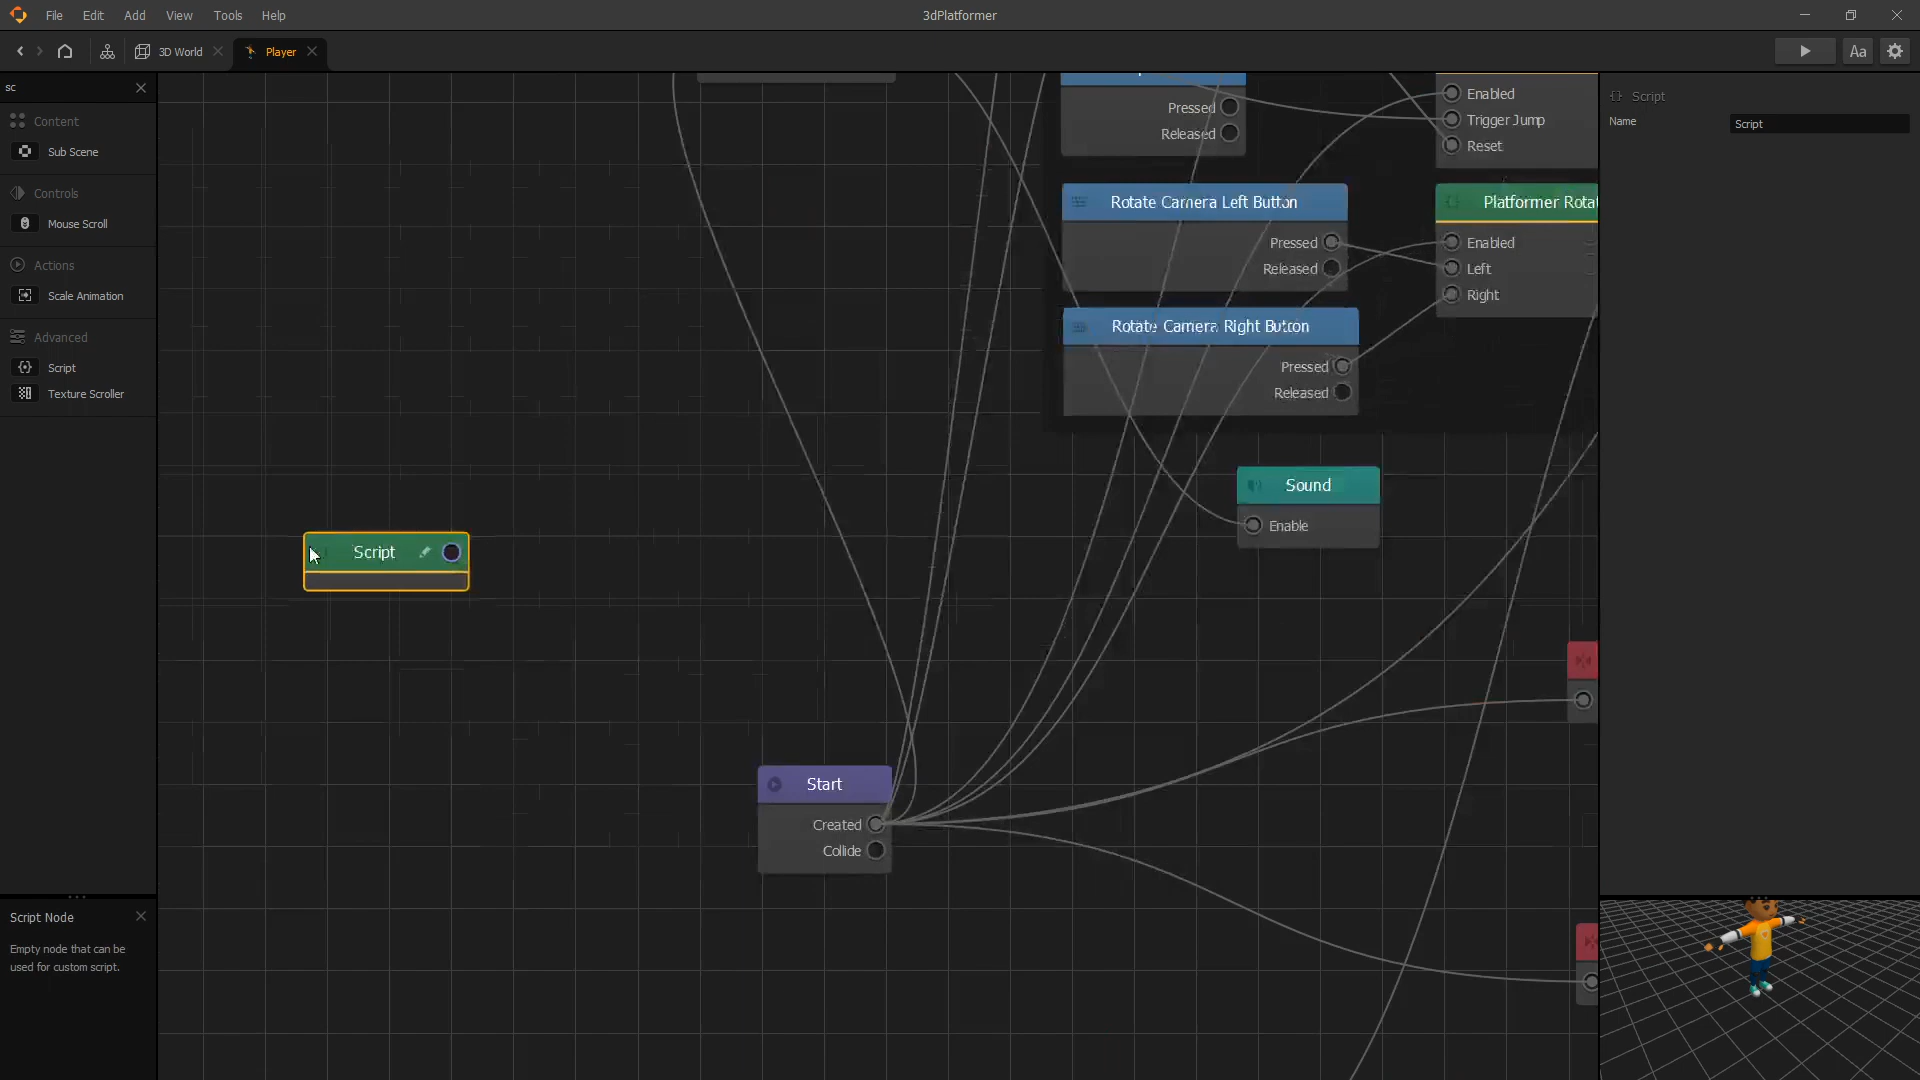 File Edit Add View Tools Help
3dPlatformer
3D World
Player
Aa
sc
Content
Sub Scene
Controls
Mouse Scroll
Actions
Scale Animation
Advanced
Script
Texture Scroller
Script Node
Empty node that can be
used for custom script.
Pressed
Released
Enabled
Trigger Jump
Reset
Rotate Camera Left Button
Pressed
Released
Platformer Rotat
Enabled
Left
Right
Rotate Camera Right Button
Pressed
Released
Sound
Enable
Script
Start
Created
Collide
Script
Name
Script